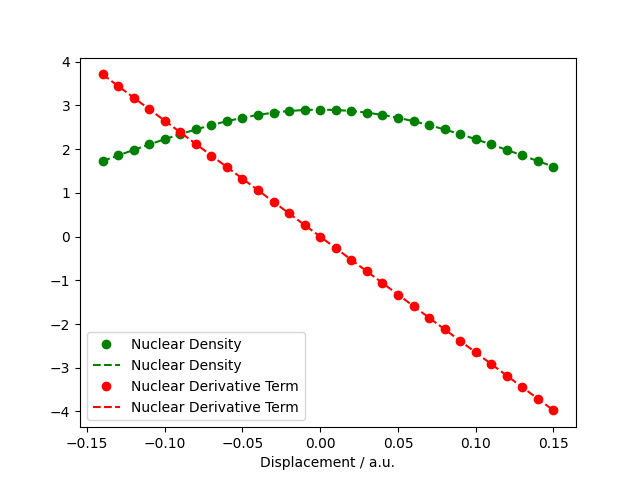 4
3
2
1
0
−1
−2
−3
−4
Nuclear Density
Nuclear Density
Nuclear Derivative Term
Nuclear Derivative Term
−0.15 −0.10 −0.05 0.00 0.05 0.10 0.15
Displacement / a.u.